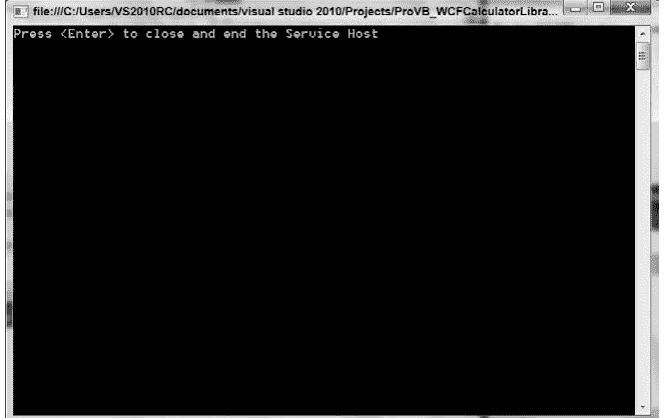 file:///C:/Users/VS2010RC/documents/visual studio 2010/Projects/ProVB_WCFCalculatorLibra...
Press <Enter> to close and end the Service Host